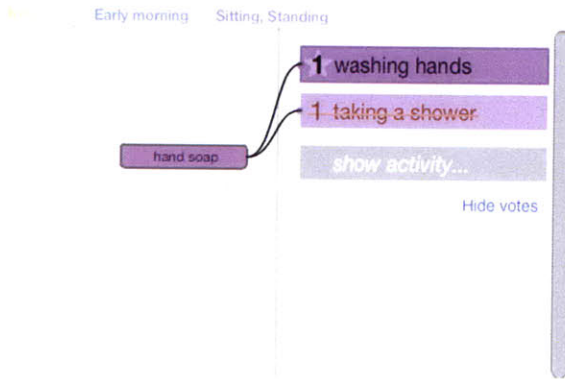 Early morning Sitting, Standing
1 washing hands
1 taking a shower
hand soap
show activity...
Hide votes